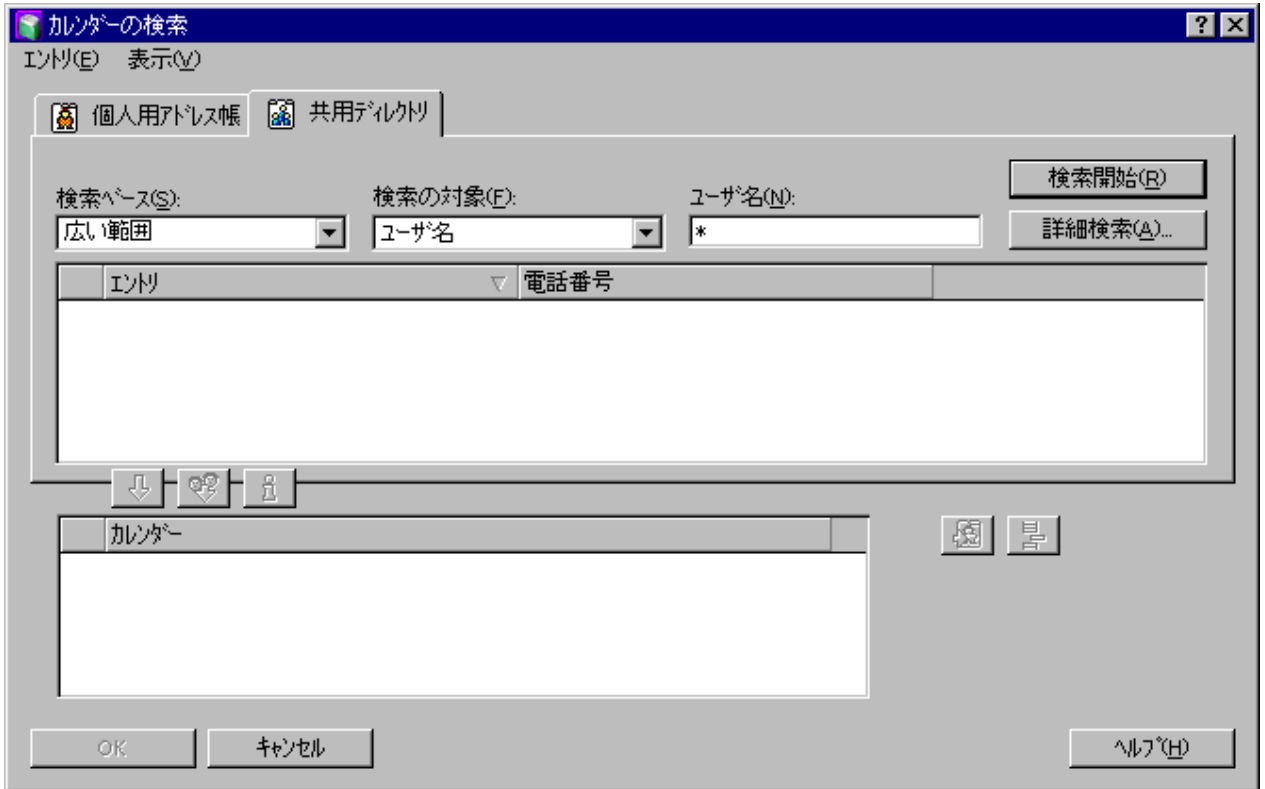 カレンダーの検索
エントリ(E) 表示(V)
個人用アドレス帳 共用ディレクトリ
検索ベース(S): 検索の対象(F): ユーザ名(N): 検索開始(R)
広い範囲 ユーザ名 * 詳細検索(A)...
エントリ 電話番号
カレンダー
OK キャンセル ヘルプ(H)